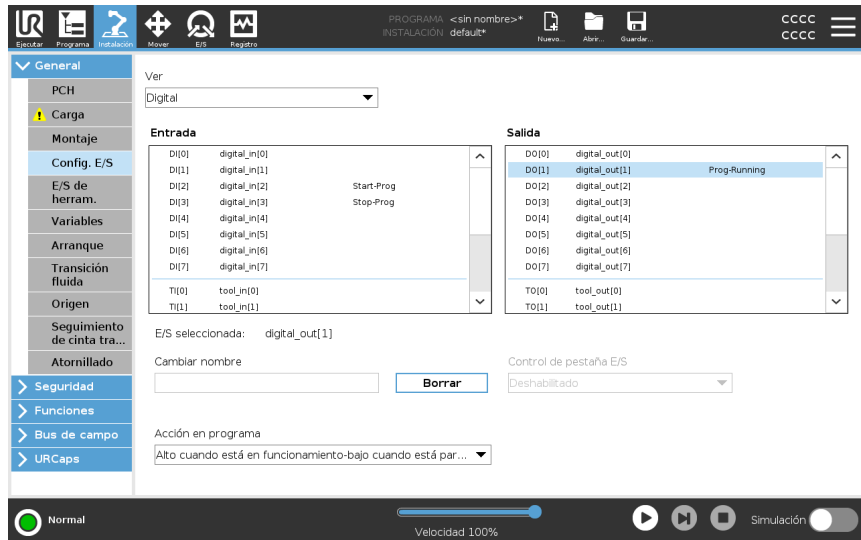 UR
Ejecutar
Programa
Instalación
Mover
E/S
Registro
PROGRAMA <sin nombre>*
INSTALACIÓN default*
Nuevo...
Abrir...
Guardar...
CCCC
CCCC
General
PCH
Carga
Montaje
Config. E/S
E/S de
herram.
Variables
Arranque
Transición
fluida
Origen
Seguimiento
de cinta tra...
Atornillado
Seguridad
Funciones
Bus de campo
URCaps
Ver
Digital
Entrada
DI[0] digital_in[0]
DI[1] digital_in[1]
DI[2] digital_in[2] Start-Prog
DI[3] digital_in[3] Stop-Prog
DI[4] digital_in[4]
DI[5] digital_in[5]
DI[6] digital_in[6]
DI[7] digital_in[7]
TI[0] tool_in[0]
TI[1] tool_in[1]
Salida
DO[0] digital_out[0]
DO[1] digital_out[1] Prog-Running
DO[2] digital_out[2]
DO[3] digital_out[3]
DO[4] digital_out[4]
DO[5] digital_out[5]
DO[6] digital_out[6]
DO[7] digital_out[7]
TO[0] tool_out[0]
TO[1] tool_out[1]
E/S seleccionada: digital_out[1]
Cambiar nombre
Borrar
Control de pestaña E/S
Deshabilitado
Acción en programa
Alto cuando está en funcionamiento-bajo cuando está par...
Normal
Velocidad 100%
Simulación